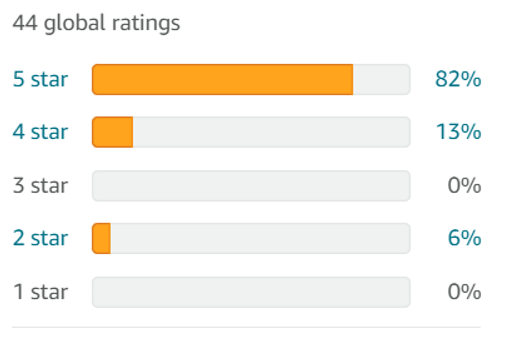 44 global ratings
5 star 82%
4 star 13%
3 star 0%
2 star 6%
1 star 0%